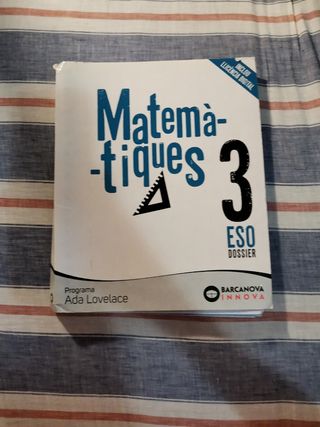 INCLOU
LLICÈNCIA DIGITAL
Matemà-
-tiques
3
ESO
DOSSIER
Programa
Ada Lovelace
BARCANOVA
INNOVA